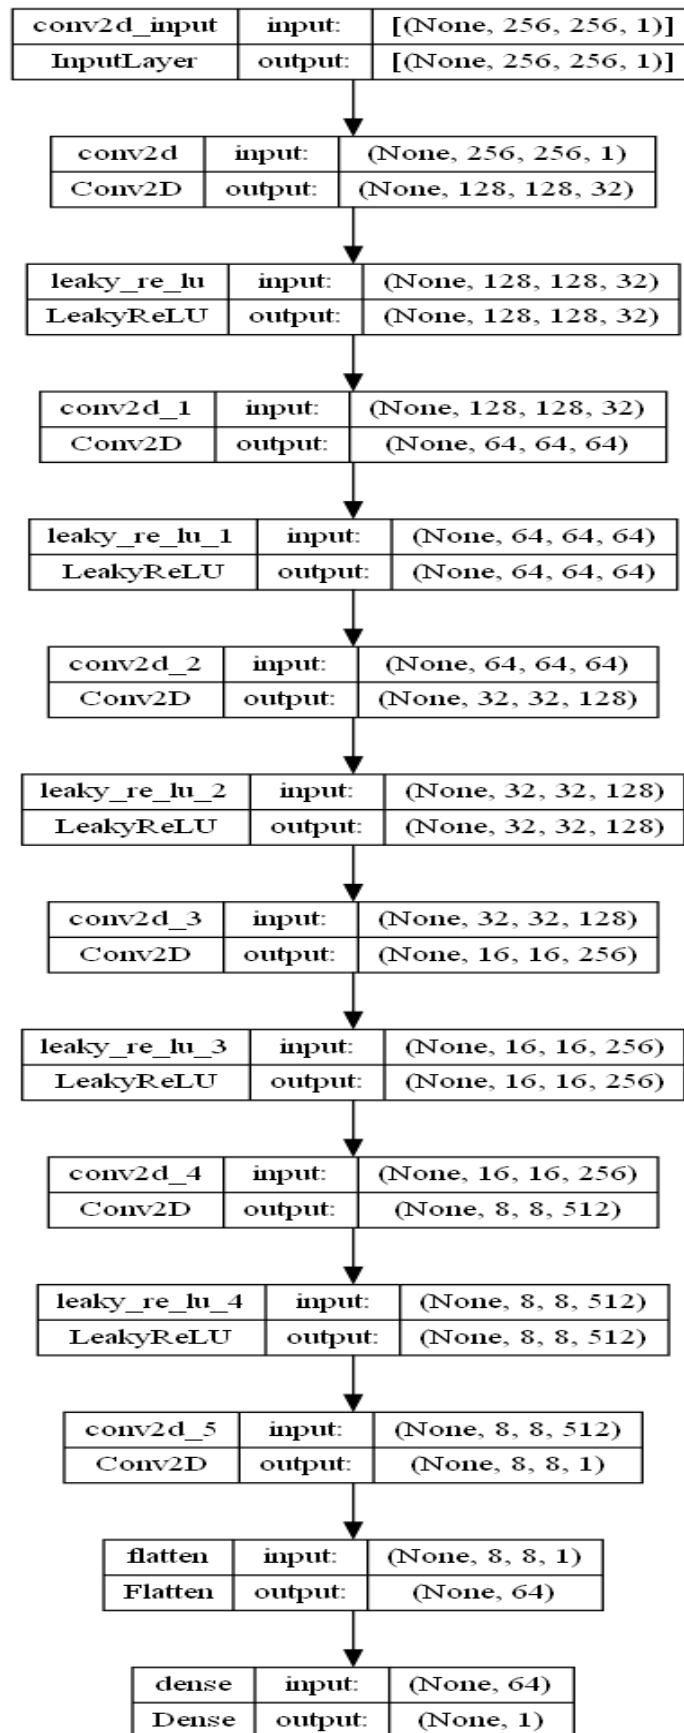 conv2d_input input: [(None, 256, 256, 1)]
InputLayer output: [(None, 256, 256, 1)]
conv2d input: (None, 256, 256, 1)
Conv2D output: (None, 128, 128, 32)
leaky_re_lu input: (None, 128, 128, 32)
LeakyReLU output: (None, 128, 128, 32)
conv2d_1 input: (None, 128, 128, 32)
Conv2D output: (None, 64, 64, 64)
leaky_re_lu_1 input: (None, 64, 64, 64)
LeakyReLU output: (None, 64, 64, 64)
conv2d_2 input: (None, 64, 64, 64)
Conv2D output: (None, 32, 32, 128)
leaky_re_lu_2 input: (None, 32, 32, 128)
LeakyReLU output: (None, 32, 32, 128)
conv2d_3 input: (None, 32, 32, 128)
Conv2D output: (None, 16, 16, 256)
leaky_re_lu_3 input: (None, 16, 16, 256)
LeakyReLU output: (None, 16, 16, 256)
conv2d_4 input: (None, 16, 16, 256)
Conv2D output: (None, 8, 8, 512)
leaky_re_lu_4 input: (None, 8, 8, 512)
LeakyReLU output: (None, 8, 8, 512)
conv2d_5 input: (None, 8, 8, 512)
Conv2D output: (None, 8, 8, 1)
flatten input: (None, 8, 8, 1)
Flatten output: (None, 64)
dense input: (None, 64)
Dense output: (None, 1)